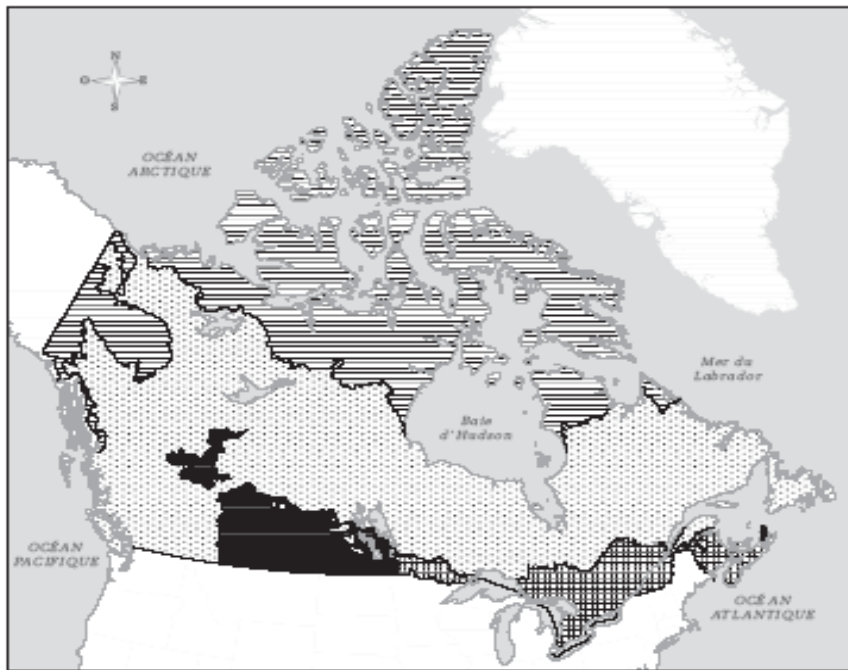 N
O E
S
OCÉAN
ARCTIQUE
Mer du
Labrador
Baie
d'Hudson
OCÉAN
PACIFIQUE
OCÉAN
ATLANTIQUE